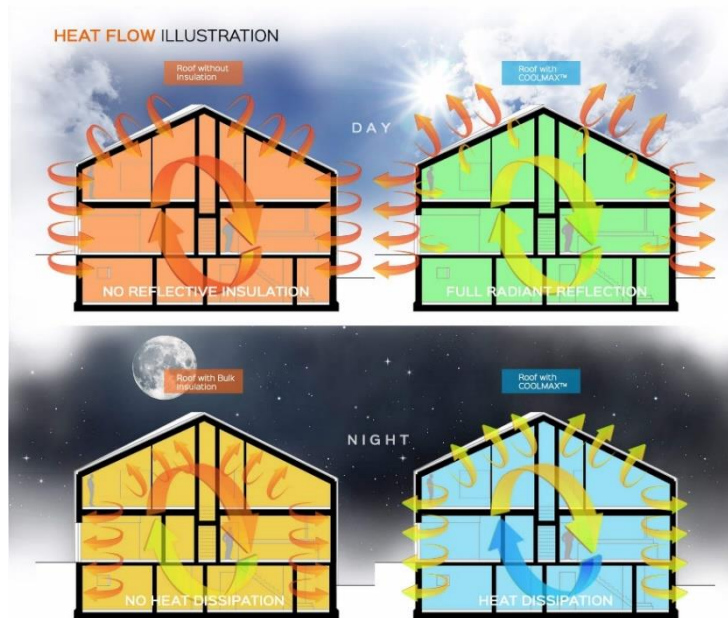 HEAT FLOW ILLUSTRATION
Roof without
Insulation
Roof with
COOLMAX™
DAY
NO REFLECTIVE INSULATION
FULL RADIANT REFLECTION
Roof with Bulk
Insulation
Roof with
COOLMAX™
NIGHT
NO HEAT DISSIPATION
HEAT DISSIPATION